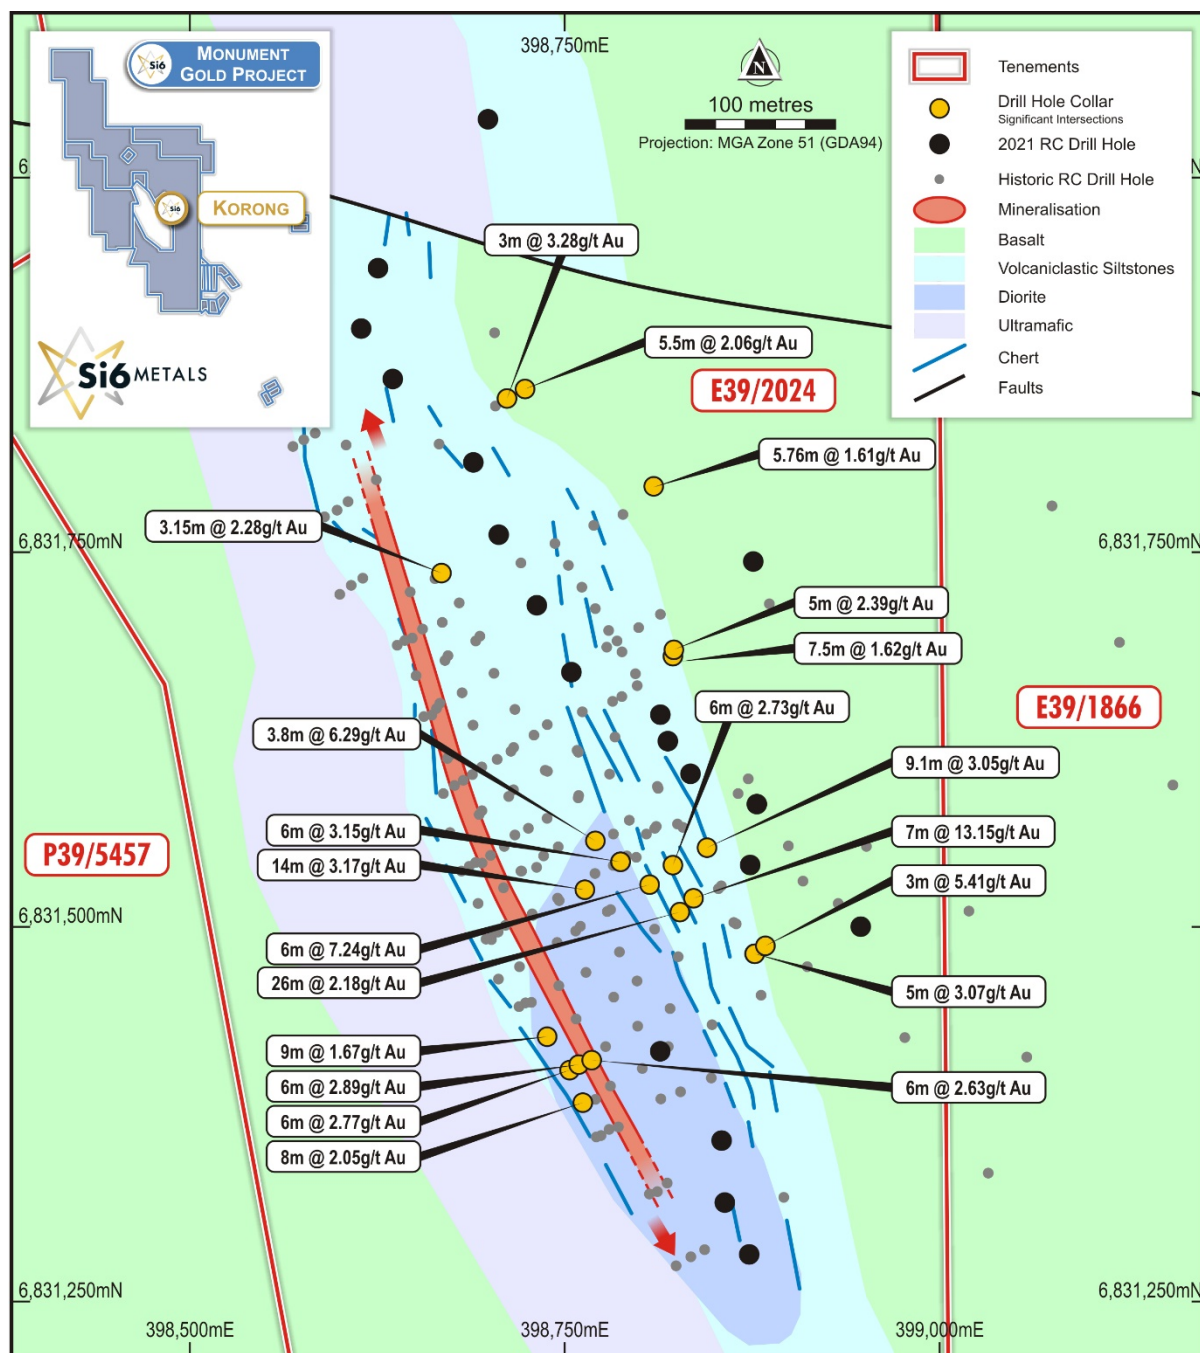 398,750mE
MONUMENT
GOLD PROJECT
Si6
KORONG
Si6
Si6 METALS
N
100 metres
Projection: MGA Zone 51 (GDA94)
Tenements
Drill Hole Collar
Significant Intersections
2021 RC Drill Hole
Historic RC Drill Hole
Mineralisation
Basalt
Volcaniclastic Siltstones
Diorite
Ultramafic
Chert
Faults
6
N
3m @ 3.28g/t Au
5.5m @ 2.06g/t Au
E39/2024
5.76m @ 1.61g/t Au
3.15m @ 2.28g/t Au
6,831,750mN
6,831,750mN
5m @ 2.39g/t Au
7.5m @ 1.62g/t Au
6m @ 2.73g/t Au
E39/1866
3.8m @ 6.29g/t Au
9.1m @ 3.05g/t Au
6m @ 3.15g/t Au
7m @ 13.15g/t Au
P39/5457
14m @ 3.17g/t Au
3m @ 5.41g/t Au
6,831,500mN
6,831,500mN
6m @ 7.24g/t Au
26m @ 2.18g/t Au
5m @ 3.07g/t Au
9m @ 1.67g/t Au
6m @ 2.89g/t Au
6m @ 2.63g/t Au
6m @ 2.77g/t Au
8m @ 2.05g/t Au
6,831,250mN
6,831,250mN
398,500mE
398,750mE
399,000mE